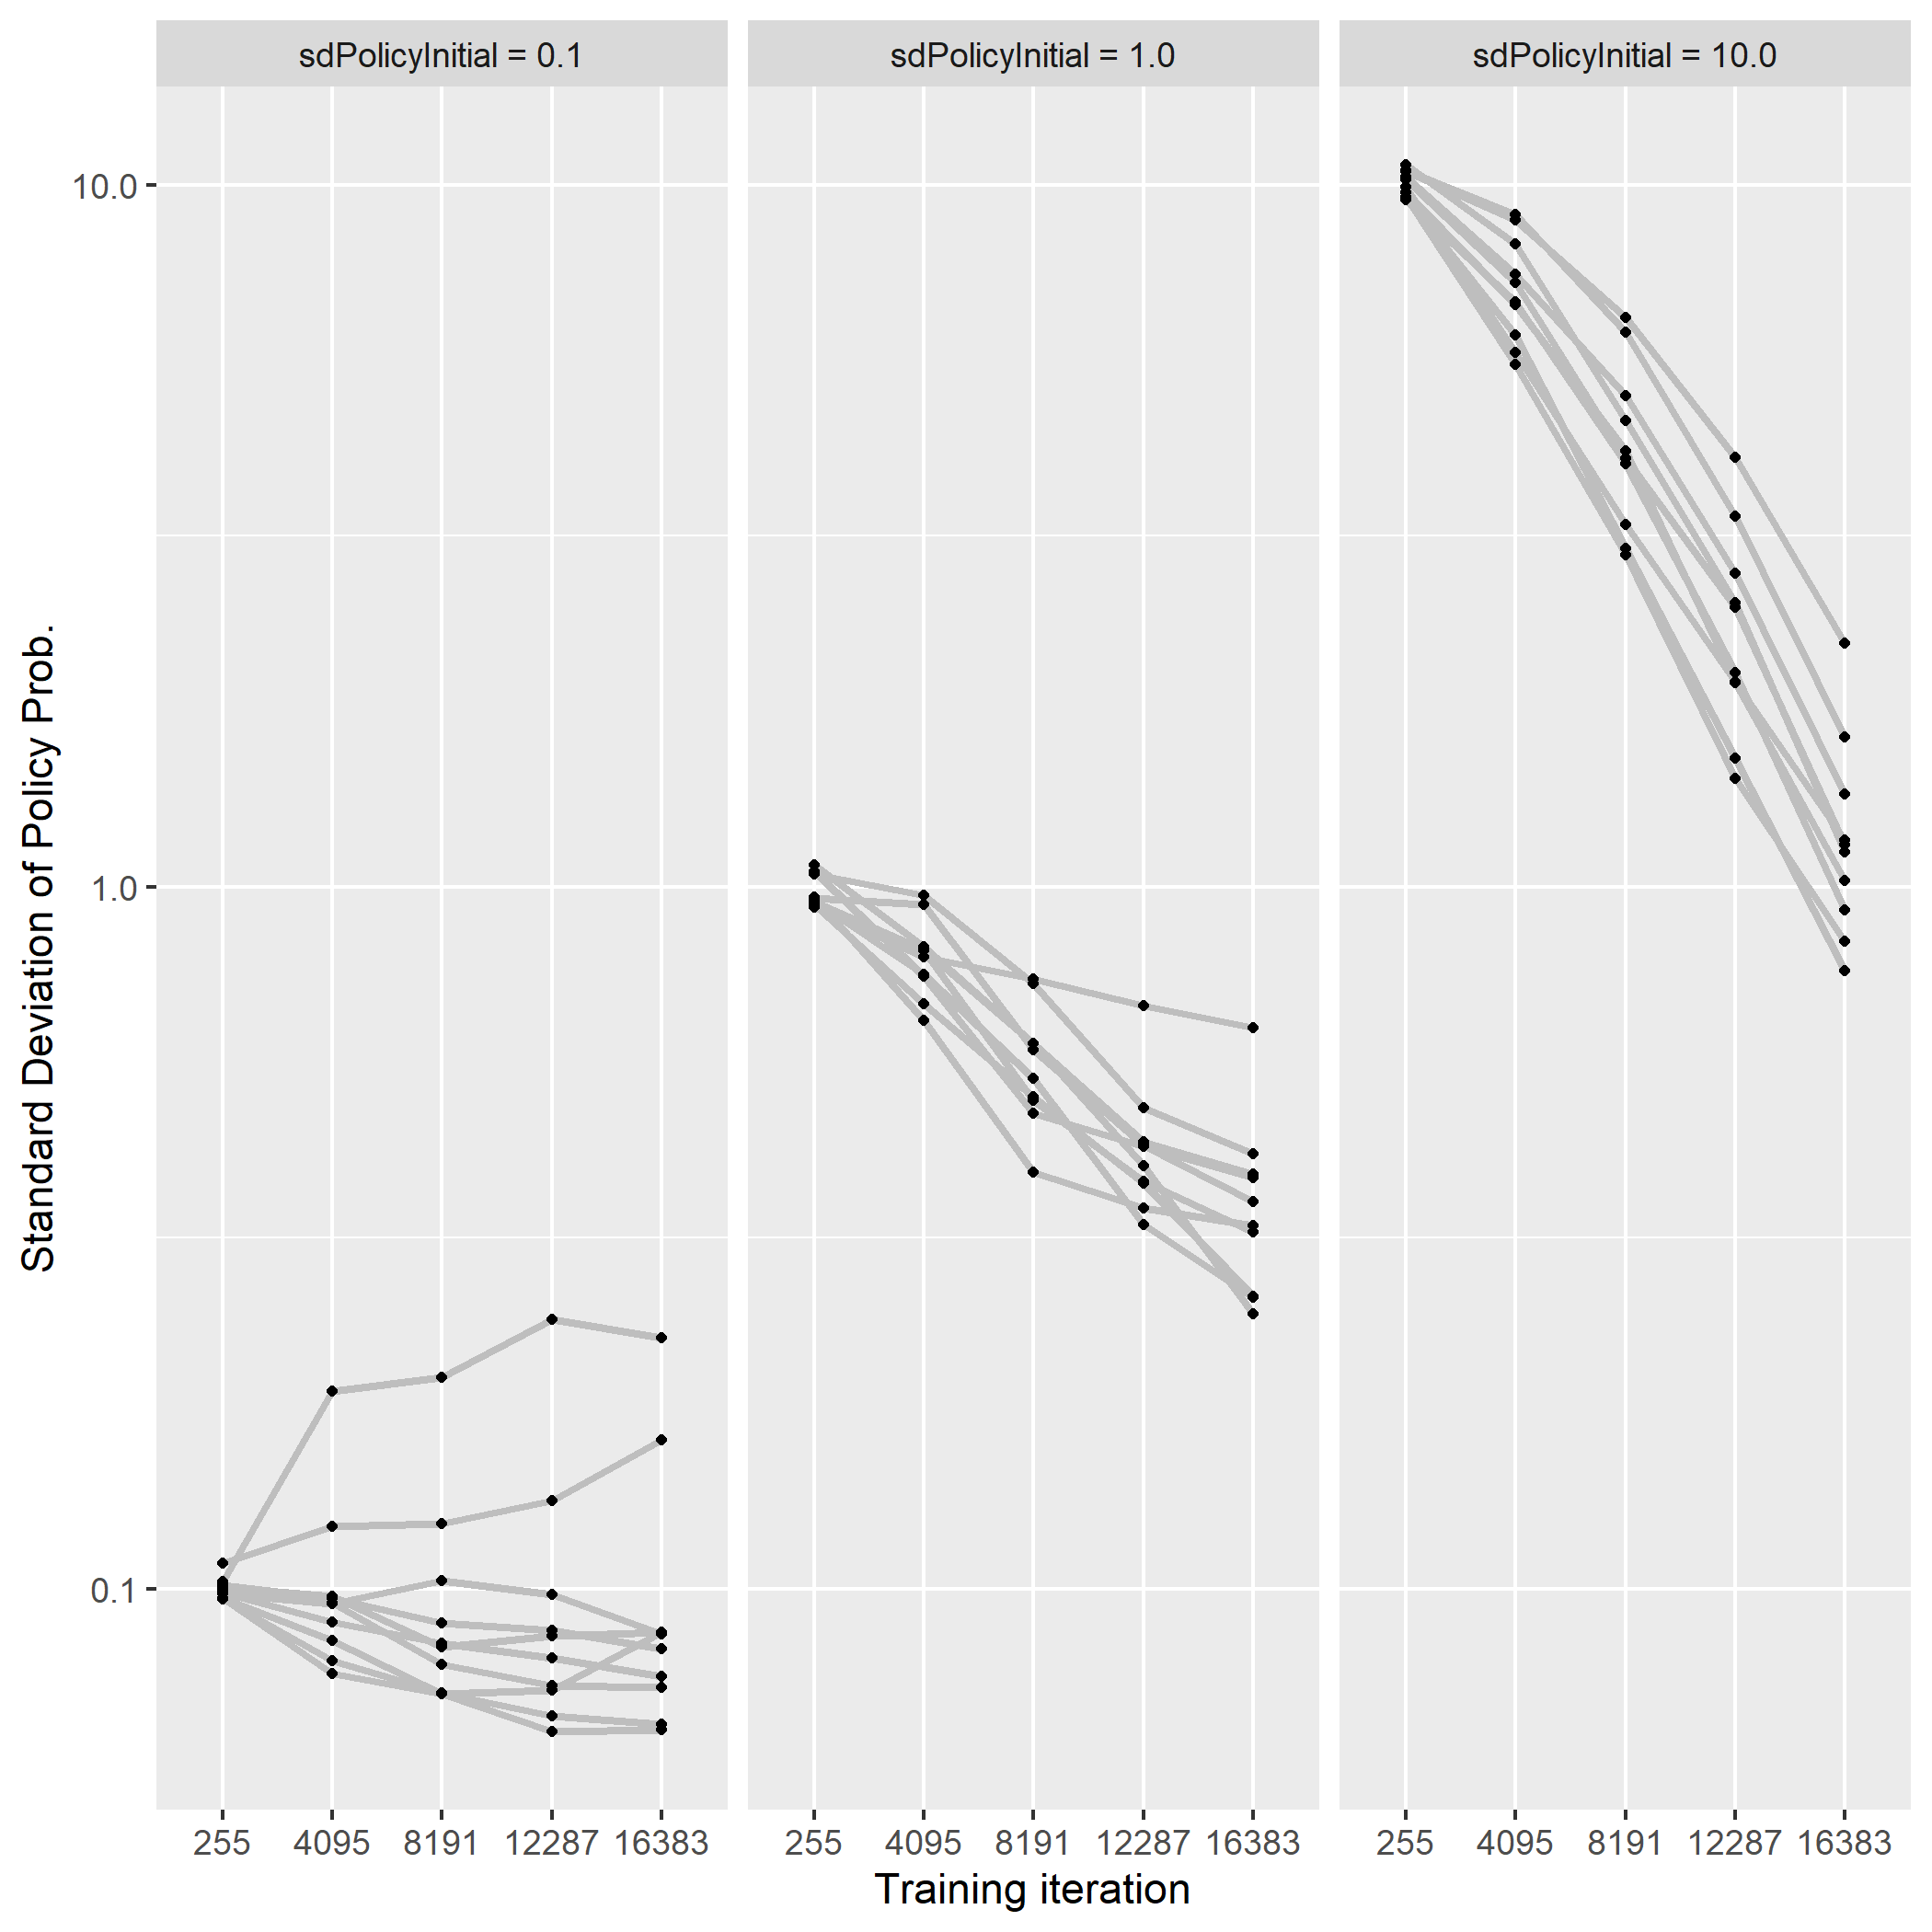 sdPolicyInitial = 0.1
sdPolicyInitial = 1.0
sdPolicyInitial = 10.0
Standard Deviation of Policy Prob.
10.0
1.0
0.1
255 4095 8191 12287 16383
255 4095 8191 12287 16383
255 4095 8191 12287 16383
Training iteration